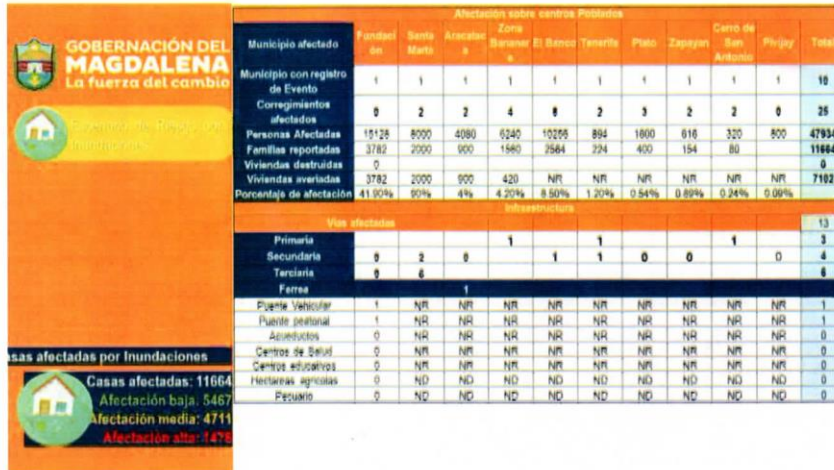 GOBERNACIÓN DEL
MAGDALENA
La fuerza del cambio
Inundaciones
asas afectadas por Inundaciones
Casas afectadas: 11664
Afectación baja: 5467
Afectación media: 4711
Afectación alta: 1478
Afectación sobre centros Poblados
Municipio afectado Fundación Santa Marta Aracataca Zona Bananera El Banco Tenerife Plato Zapayan Cerro de San Antonio Pivijay Total
Municipio con registro de Evento 1 1 1 1 1 1 1 1 1 1 10
Corregimientos afectados 0 2 2 4 2 3 2 2 0 25
Personas Afectadas 15128 8000 4080 6240 10256 894 1600 616 320 800 4793
Familias reportadas 3782 2000 900 1560 2564 224 400 154 80 11664
Viviendas destruidas 0 0
Viviendas averiadas 3782 2000 900 420 NR NR NR NR NR NR 7102
Porcentaje de afectación 41.90% 90% 4% 4.20% 8.50% 1.20% 0.54% 0.89% 0.24% 0.09%
Infraestructura
Vias afectadas 13
Primaria 1 1 1 3
Secundaria 0 2 0 1 1 0 0 0 4
Terciaria 0 6 6
Ferrea 1
Puente Vehicular 1 NR NR NR NR NR NR NR NR NR 1
Puente peatonal 1 NR NR NR NR NR NR NR NR NR 1
Acueductos 0 NR NR NR NR NR NR NR NR NR 0
Centros de Salud 0 NR NR NR NR NR NR NR NR NR 0
Centros educativos 0 NR NR NR NR NR NR NR NR NR 0
Hectareas agricolas 0 ND ND ND ND ND ND ND ND ND 0
Pecuario 0 ND ND ND ND ND ND ND ND ND 0